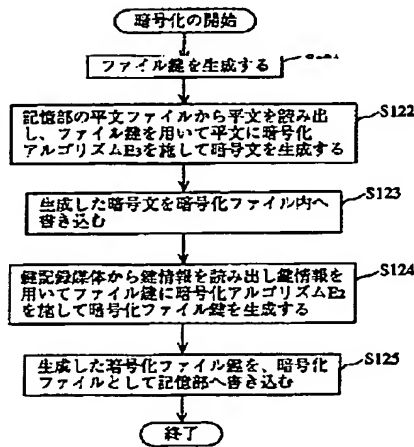 暗号化の開始
ファイル鍵を生成する
記憶部の平文ファイルから平文を読み出
し、ファイル鍵を用いて平文に暗号化
アルゴリズムE3を施して暗号文を生成する
S122
生成した暗号文を暗号化ファイル内へ
書き込む
S123
鍵記録媒体から鍵情報を読み出し鍵情報を
用いてファイル鍵に暗号化アルゴリズムE2
を施して暗号化ファイル鍵を生成する
S124
生成した暗号化ファイル鍵を、暗号化
ファイルとして記憶部へ書き込む
S125
終了